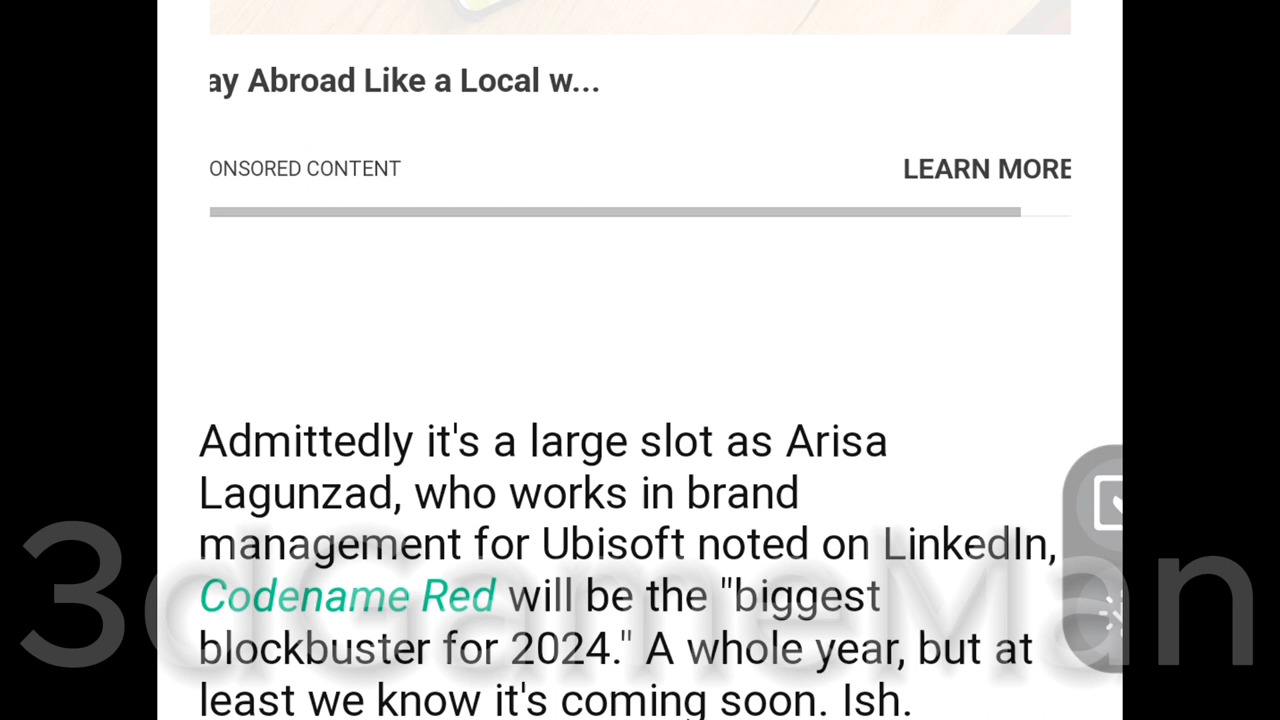 ay Abroad Like a Local w...
ONSORED CONTENT
LEARN MORE
Admittedly it's a large slot as Arisa
Lagunzad, who works in brand
management for Ubisoft noted on LinkedIn,
Codename Red will be the "biggest
blockbuster for 2024." A whole year, but at
least we know it's coming soon. Ish.
3dGameMan